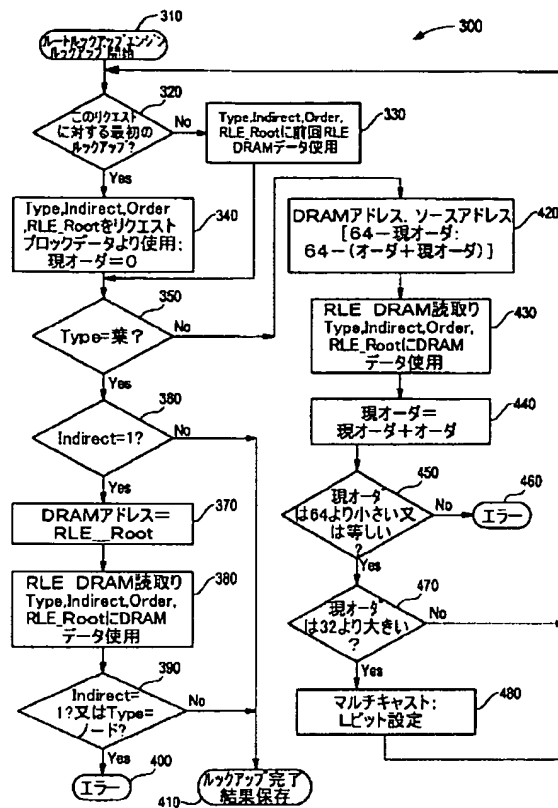 310
300
ルートルックアップエンジン
ルックアップ開始
320
このリクエスト
に対する最初の
ルックアップ?
No
Yes
330
Type,Indirect,Order,
RLE_Rootに前回RLE
DRAMデータ使用
340
Type,Indirect,Order
,RLE_Rootをリクエスト
ブロックデータより使用:
現オーダ=0
350
Type=葉?
No
Yes
380
Indirect=1?
No
Yes
370
DRAMアドレス=
RLE__Root
380
RLE DRAM読取り
Type,Indirect,Order,
RLE_RootにDRAM
データ使用
390
Indirect=
1?又はType=
ノード?
No
Yes
400
エラー
410
ルックアップ完了
結果保存
420
DRAMアドレス.ソースアドレス
[64-現オーダ:
64-(オーダ+現オーダ)]
430
RLE DRAM読取り
Type,Indirect,Order,
RLE_RootにDRAM
データ使用
440
現オーダ=
現オーダ+オーダ
450
現オーダ
は64より小さい又
は等しい
?
No
Yes
460
エラー
470
現オーダ
は32より大きい
?
No
Yes
480
マルチキャスト:
Lビット設定